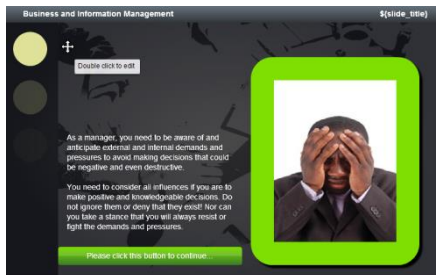 Business and Information Management
${slide_title}
Double click to edit
As a manager, you need to be aware of and
anticipate external and internal demands and
pressures to avoid making decisions that could
be negative and even destructive.
You need to consider all influences if you are to
make positive and knowledgeable decisions. Do
not ignore them or deny that they exist! Nor can
you take a stance that you will always resist or
fight the demands and pressures.
Please click this button to continue...